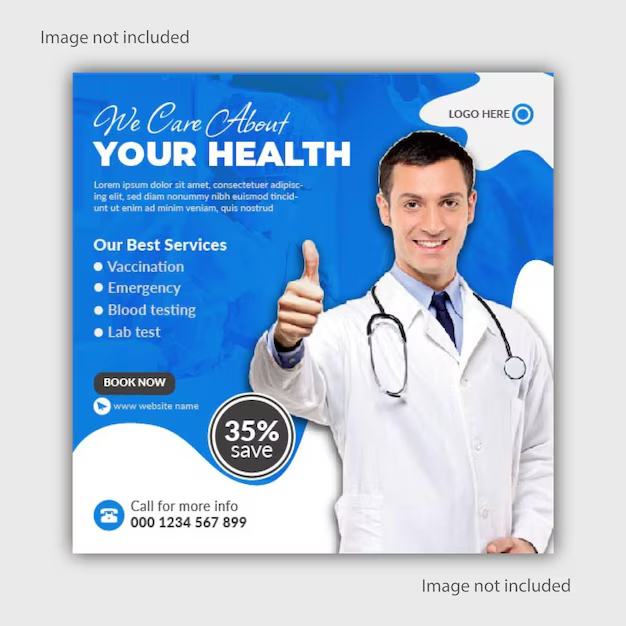 Image not included
LOGO HERE
We Care About
YOUR HEALTH
Lorem ipsum dolor sit amet, consectetuer adipisc-
ing elit, sed diam nonummy nibh euismod tincid-
unt ut minim veniam, quis nostrud
Our Best Services
Vaccination
Emergency
Blood testing
Lab test
BOOK NOW
www website name
35%
save
Call for more info
000 1234 567 899
Image not included